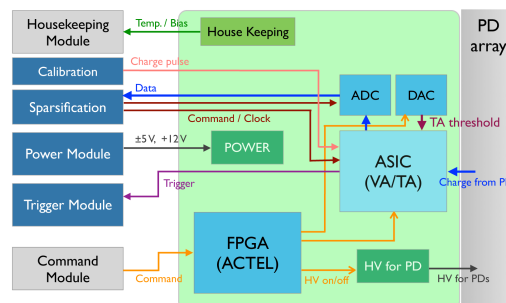 Housekeeping
Module
Temp. / Bias
House Keeping
PD
array
Calibration
Charge pulse
Data
Sparsification
ADC
DAC
Command / Clock
TA threshold
Power Module
±5V, +12V
POWER
ASIC
(VA/TA)
Trigger
Charge from P
Trigger Module
FPGA
(ACTEL)
Command
Module
Command
HV on/off
HV for PD
HV for PDs